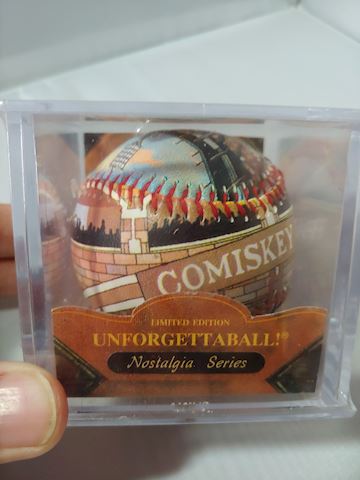 COMISKEY
LIMITED EDITION
UNFORGETTABALL!®
Nostalgia Series